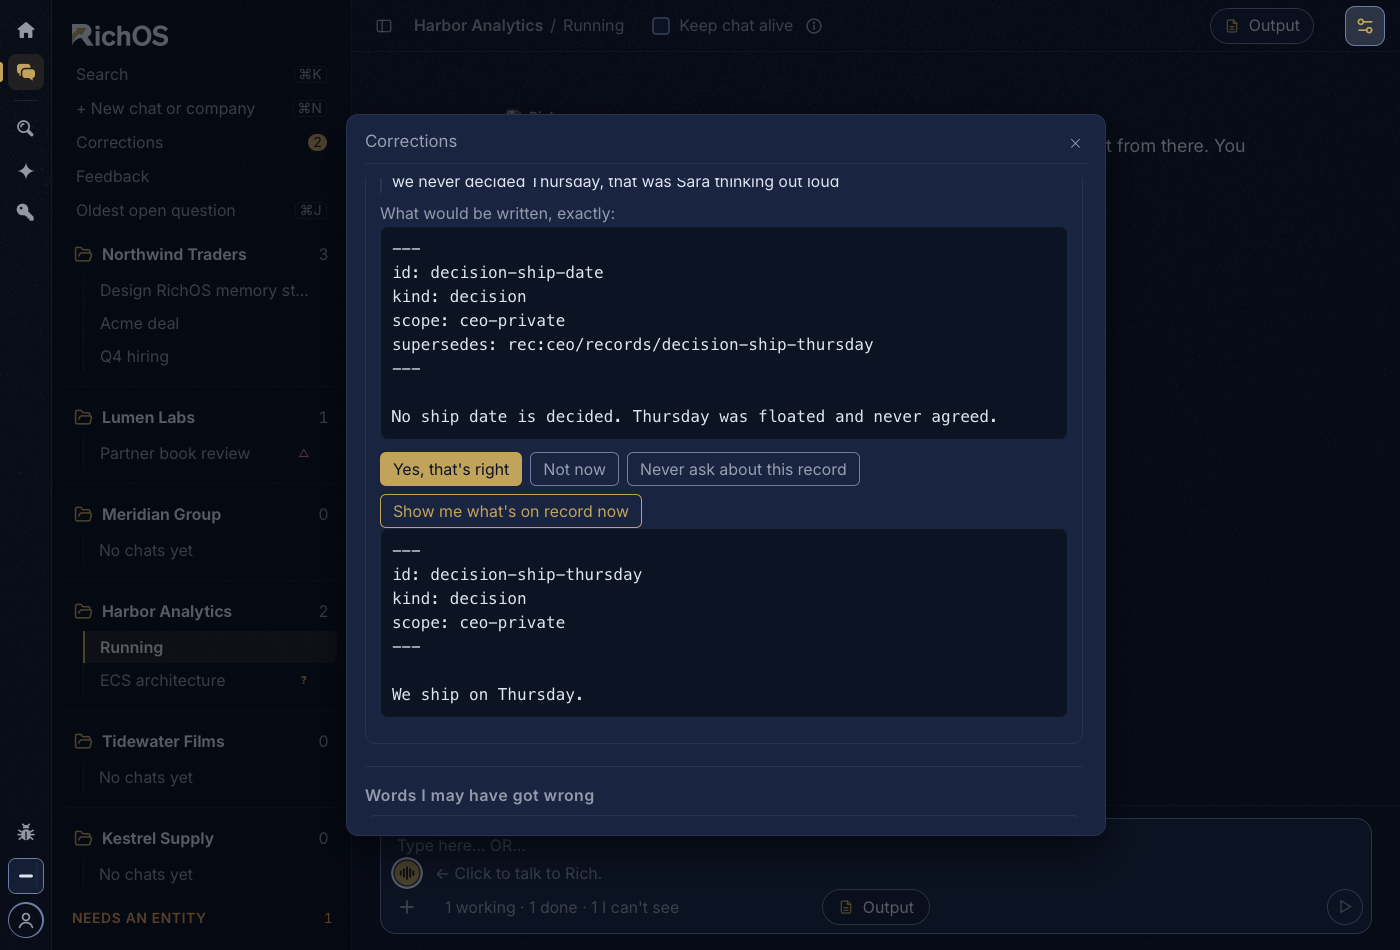 RichOS
Search ⌘K
+ New chat or company ⌘N
Corrections 2
Feedback
Oldest open question ⌘J
Northwind Traders 3
Design RichOS memory st...
Acme deal
Q4 hiring
Lumen Labs 1
Partner book review
Meridian Group 0
No chats yet
Harbor Analytics 2
Running
ECS architecture ?
Tidewater Films 0
No chats yet
Kestrel Supply 0
No chats yet
NEEDS AN ENTITY 1
Harbor Analytics / Running
Keep chat alive
Output
t from there. You
Corrections
we never decided Thursday, that was Sara thinking out loud
What would be written, exactly:
---
id: decision-ship-date
kind: decision
scope: ceo-private
supersedes: rec:ceo/records/decision-ship-thursday
---
No ship date is decided. Thursday was floated and never agreed.
Yes, that's right
Not now
Never ask about this record
Show me what's on record now
---
id: decision-ship-thursday
kind: decision
scope: ceo-private
---
We ship on Thursday.
Words I may have got wrong
Type here... OR...
← Click to talk to Rich.
1 working · 1 done · 1 I can't see
Output